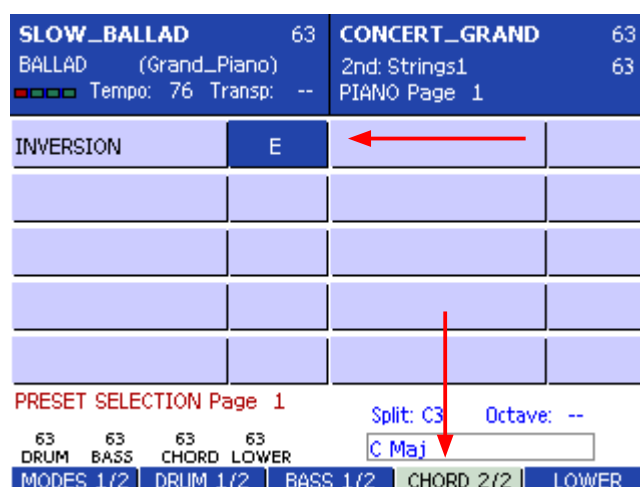 SLOW_BALLAD 63
BALLAD (Grand_Piano)
Tempo: 76 Transp: --
CONCERT_GRAND 63
2nd: Strings1 63
PIANO Page 1
INVERSION E
PRESET SELECTION Page 1
Split: C3 Octave: --
63 63 63 63
DRUM BASS CHORD LOWER
C Maj
MODES 1/2 DRUM 1/2 BASS 1/2 CHORD 2/2 LOWER